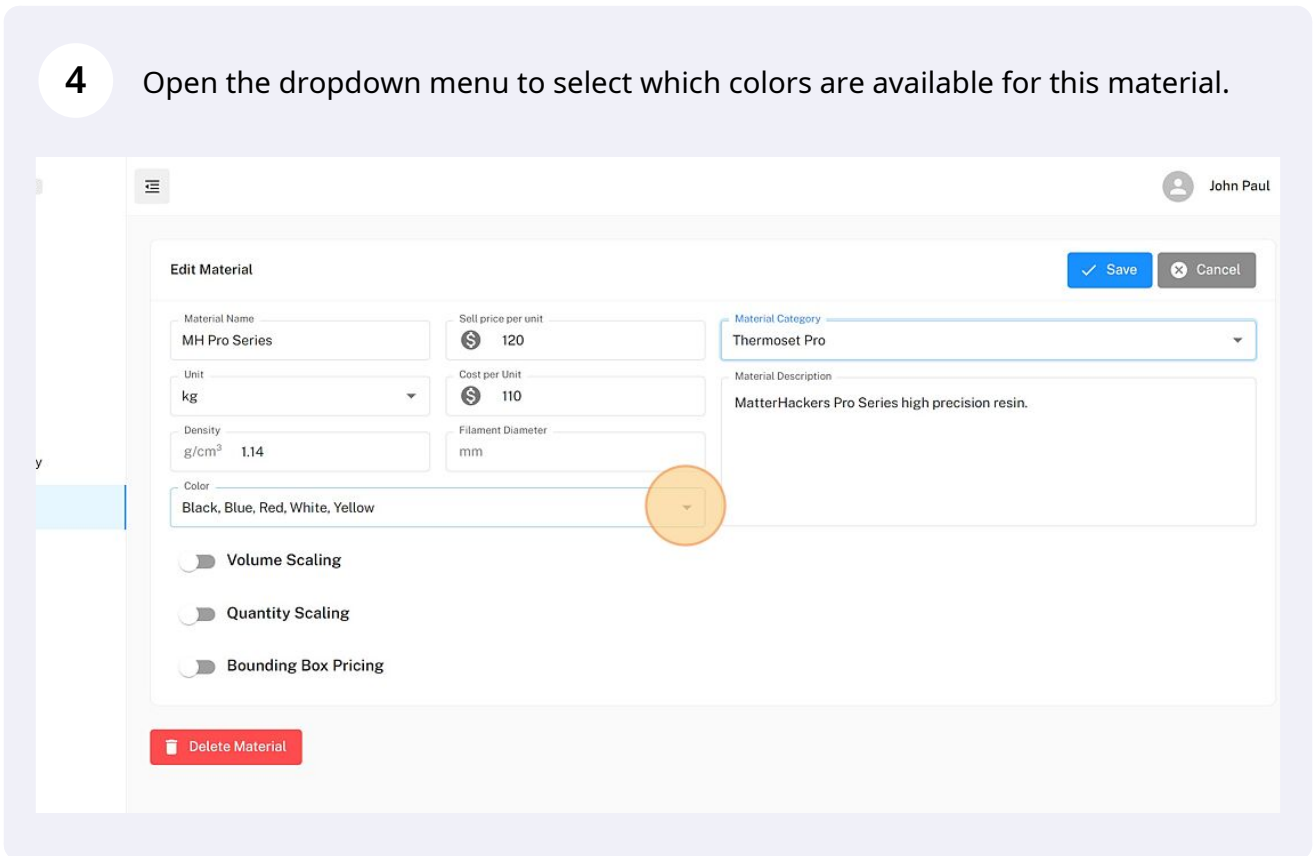 4
Open the dropdown menu to select which colors are available for this material.
John Paul
Edit Material
Save
Cancel
Material Name
MH Pro Series
Sell price per unit
120
Material Category
Thermoset Pro
Unit
kg
Cost per Unit
110
Material Description
MatterHackers Pro Series high precision resin.
Density
g/cm³ 1.14
Filament Diameter
mm
y
Color
Black, Blue, Red, White, Yellow
Volume Scaling
Quantity Scaling
Bounding Box Pricing
Delete Material